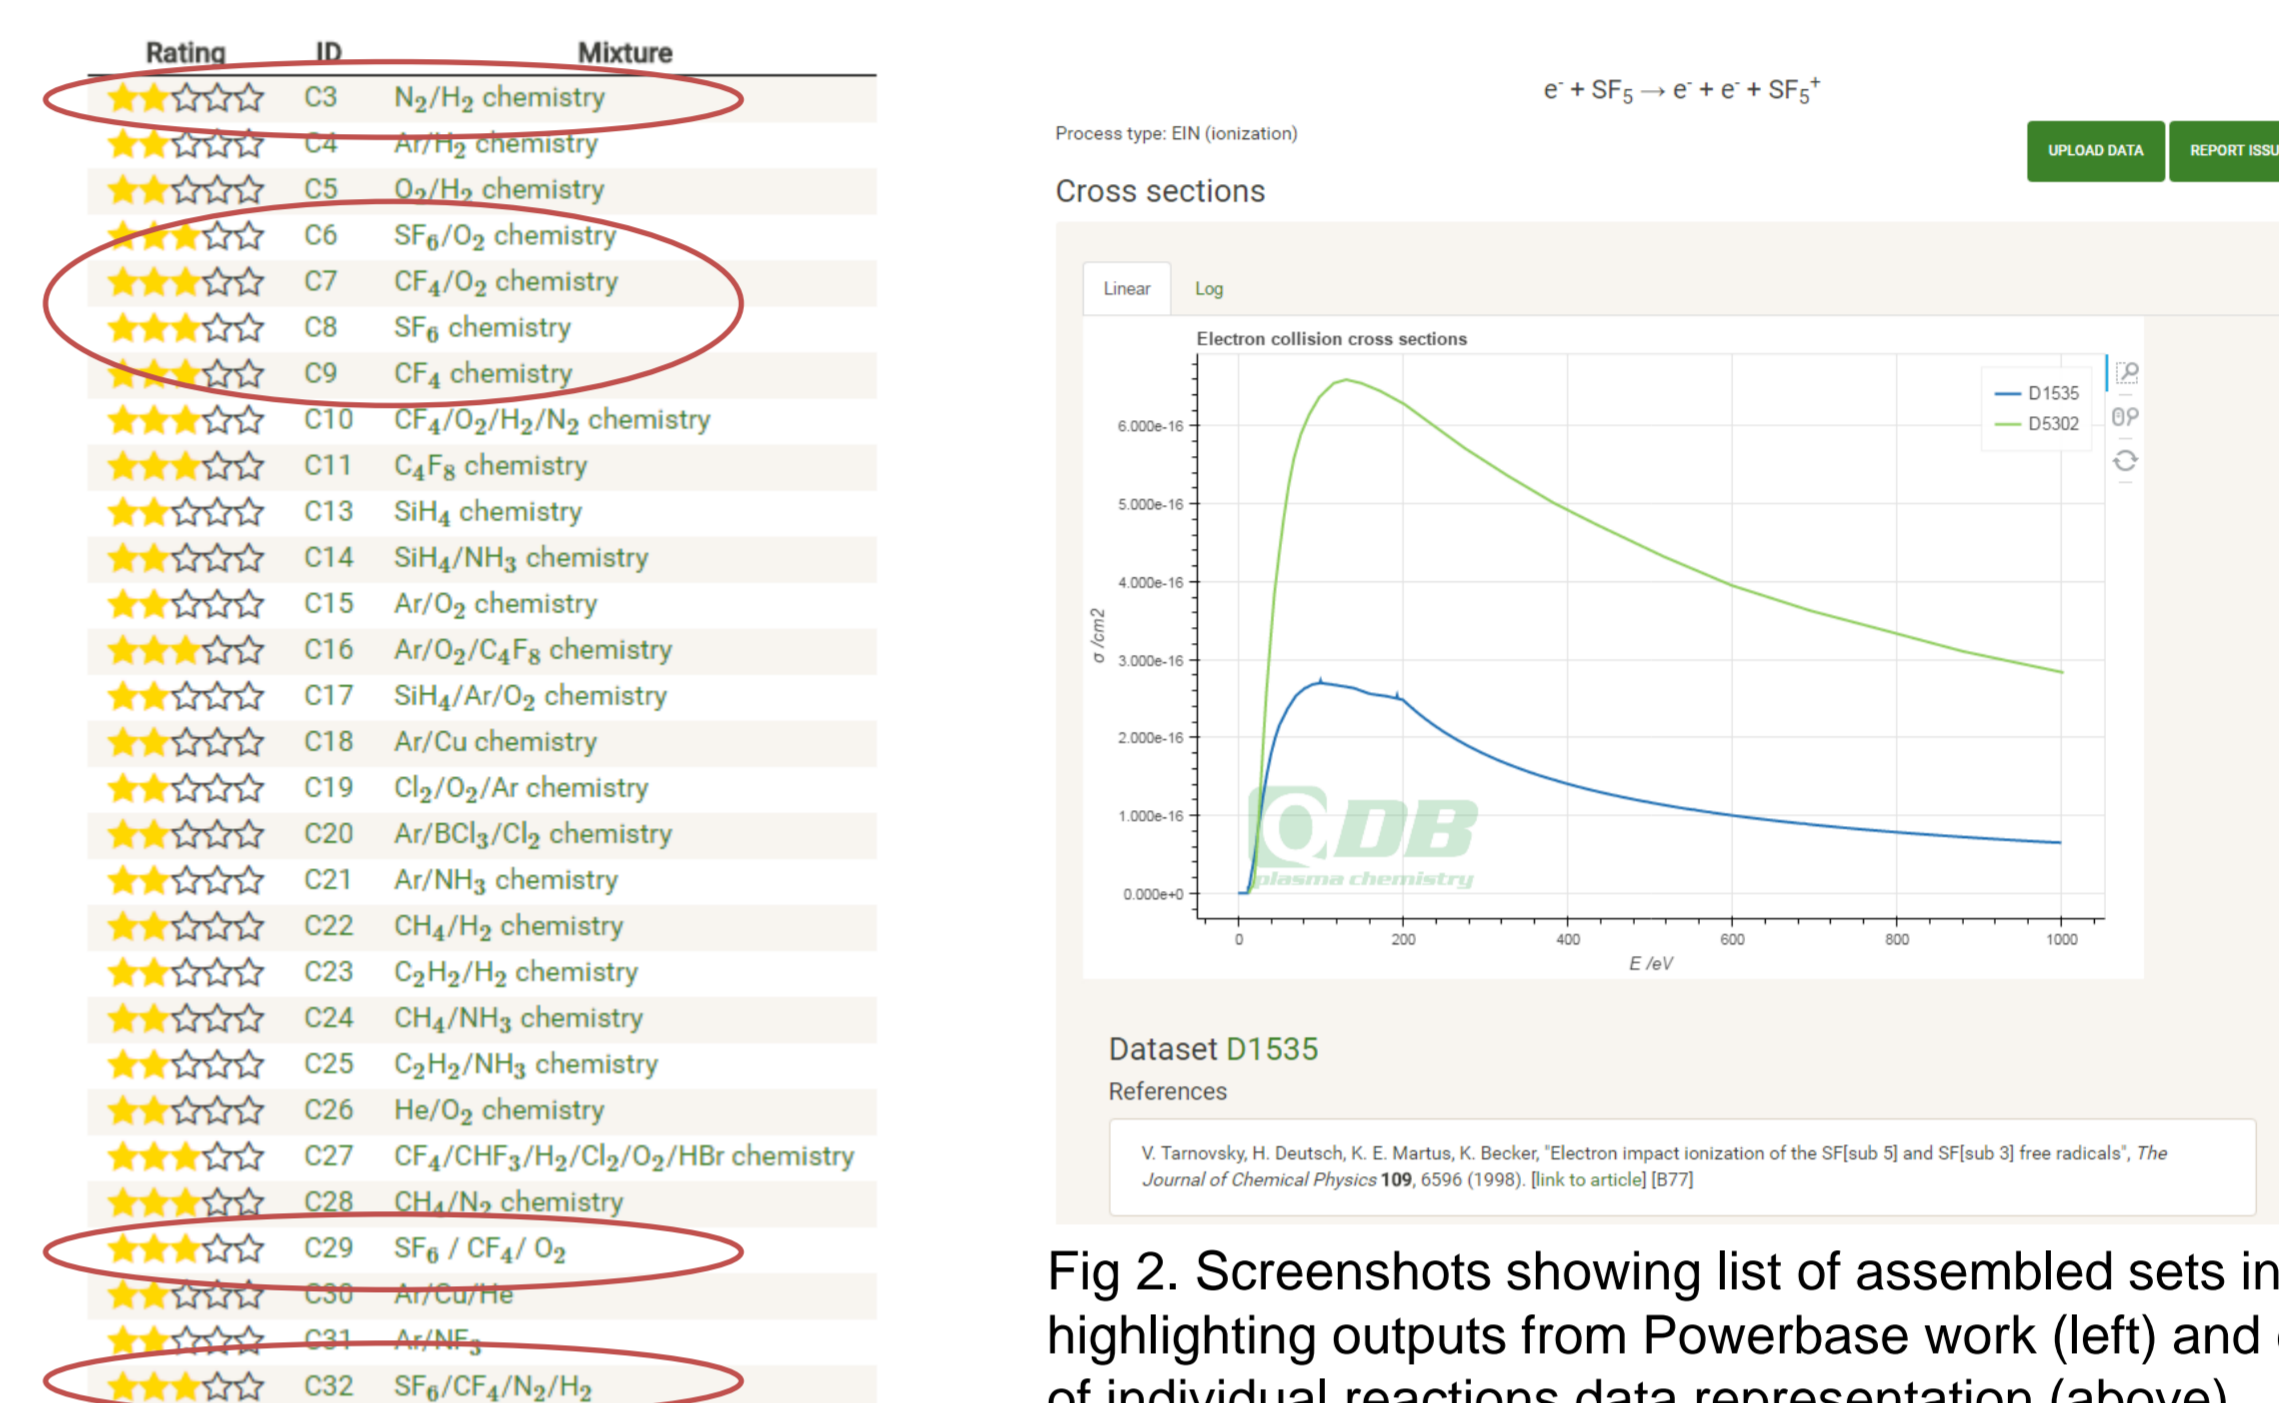 Rating ID Mixture
C3 N₂/H₂ chemistry
C4 Ar/H₂ chemistry
C5 O₂/H₂ chemistry
C6 SF₆/O₂ chemistry
C7 CF₄/O₂ chemistry
C8 SF₆ chemistry
C9 CF₄ chemistry
C10 CF₄/O₂/H₂/N₂ chemistry
C11 C₄F₈ chemistry
C13 SiH₄ chemistry
C14 SiH₄/NH₃ chemistry
C15 Ar/O₂ chemistry
C16 Ar/O₂/C₄F₈ chemistry
C17 SiH₄/Ar/O₂ chemistry
C18 Ar/Cu chemistry
C19 Cl₂/O₂/Ar chemistry
C20 Ar/BCl₃/Cl₂ chemistry
C21 Ar/NH₃ chemistry
C22 CH₄/H₂ chemistry
C23 C₂H₂/H₂ chemistry
C24 CH₄/NH₃ chemistry
C25 C₂H₂/NH₃ chemistry
C26 He/O₂ chemistry
C27 CF₄/CHF₃/H₂/Cl₂/O₂/HBr chemistry
C28 CH₄/N₂ chemistry
C29 SF₆ / CF₄/ O₂
C30 Ar/Cu/He
C31 Ar/NF₃
C32 SF₆/CF₄/N₂/H₂
e⁻ + SF₅ → e⁻ + e⁻ + SF₅⁺
Process type: EIN (ionization)
UPLOAD DATA
REPORT ISSU
Cross sections
Linear Log
Electron collision cross sections
D1535
D5302
6.000e-16
5.000e-16
4.000e-16
3.000e-16
2.000e-16
1.000e-16
0.000e+0
σ /cm2
QDB
plasma chemistry
0 200 400 600 800 1000
E /eV
Dataset D1535
References
V. Tarnovsky, H. Deutsch, K. E. Martus, K. Becker, "Electron impact ionization of the SF[sub 5] and SF[sub 3] free radicals", The
Journal of Chemical Physics 109, 6596 (1998). [link to article] [B77]
Fig 2. Screenshots showing list of assembled sets in
highlighting outputs from Powerbase work (left) and
of individual reactions data representation (above)